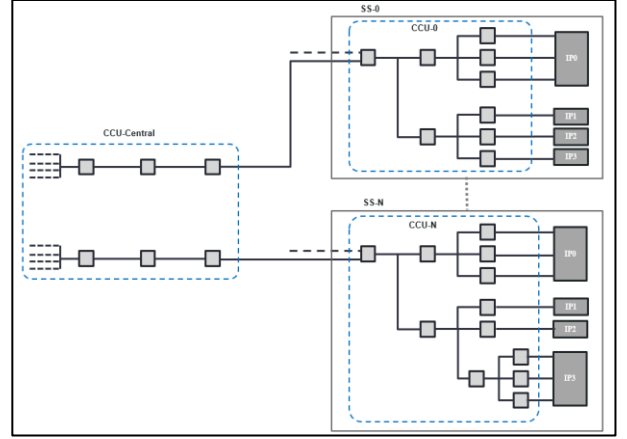 SS-0
CCU-0
IP0
IP1
IP2
IP3
CCU-Central
SS-N
CCU-N
IP0
IP1
IP2
IP3